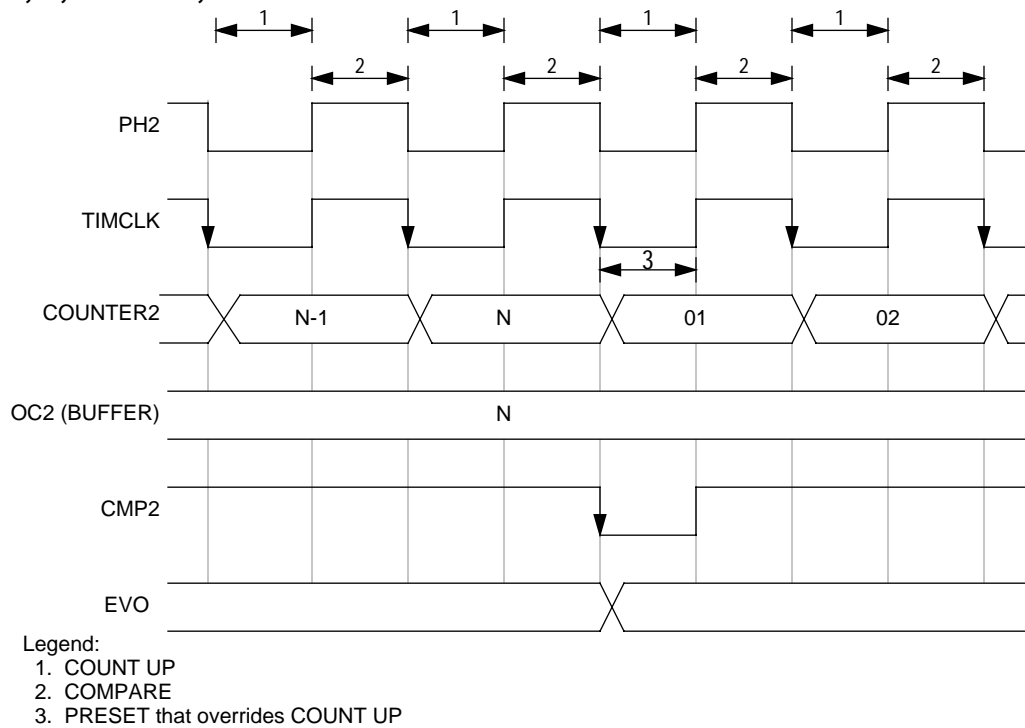 1 1 1 1
2 2 2 2
PH2
TIMCLK
3
COUNTER2 N-1 N 01 02
OC2 (BUFFER) N
CMP2
EVO
Legend:
1. COUNT UP
2. COMPARE
3. PRESET that overrides COUNT UP